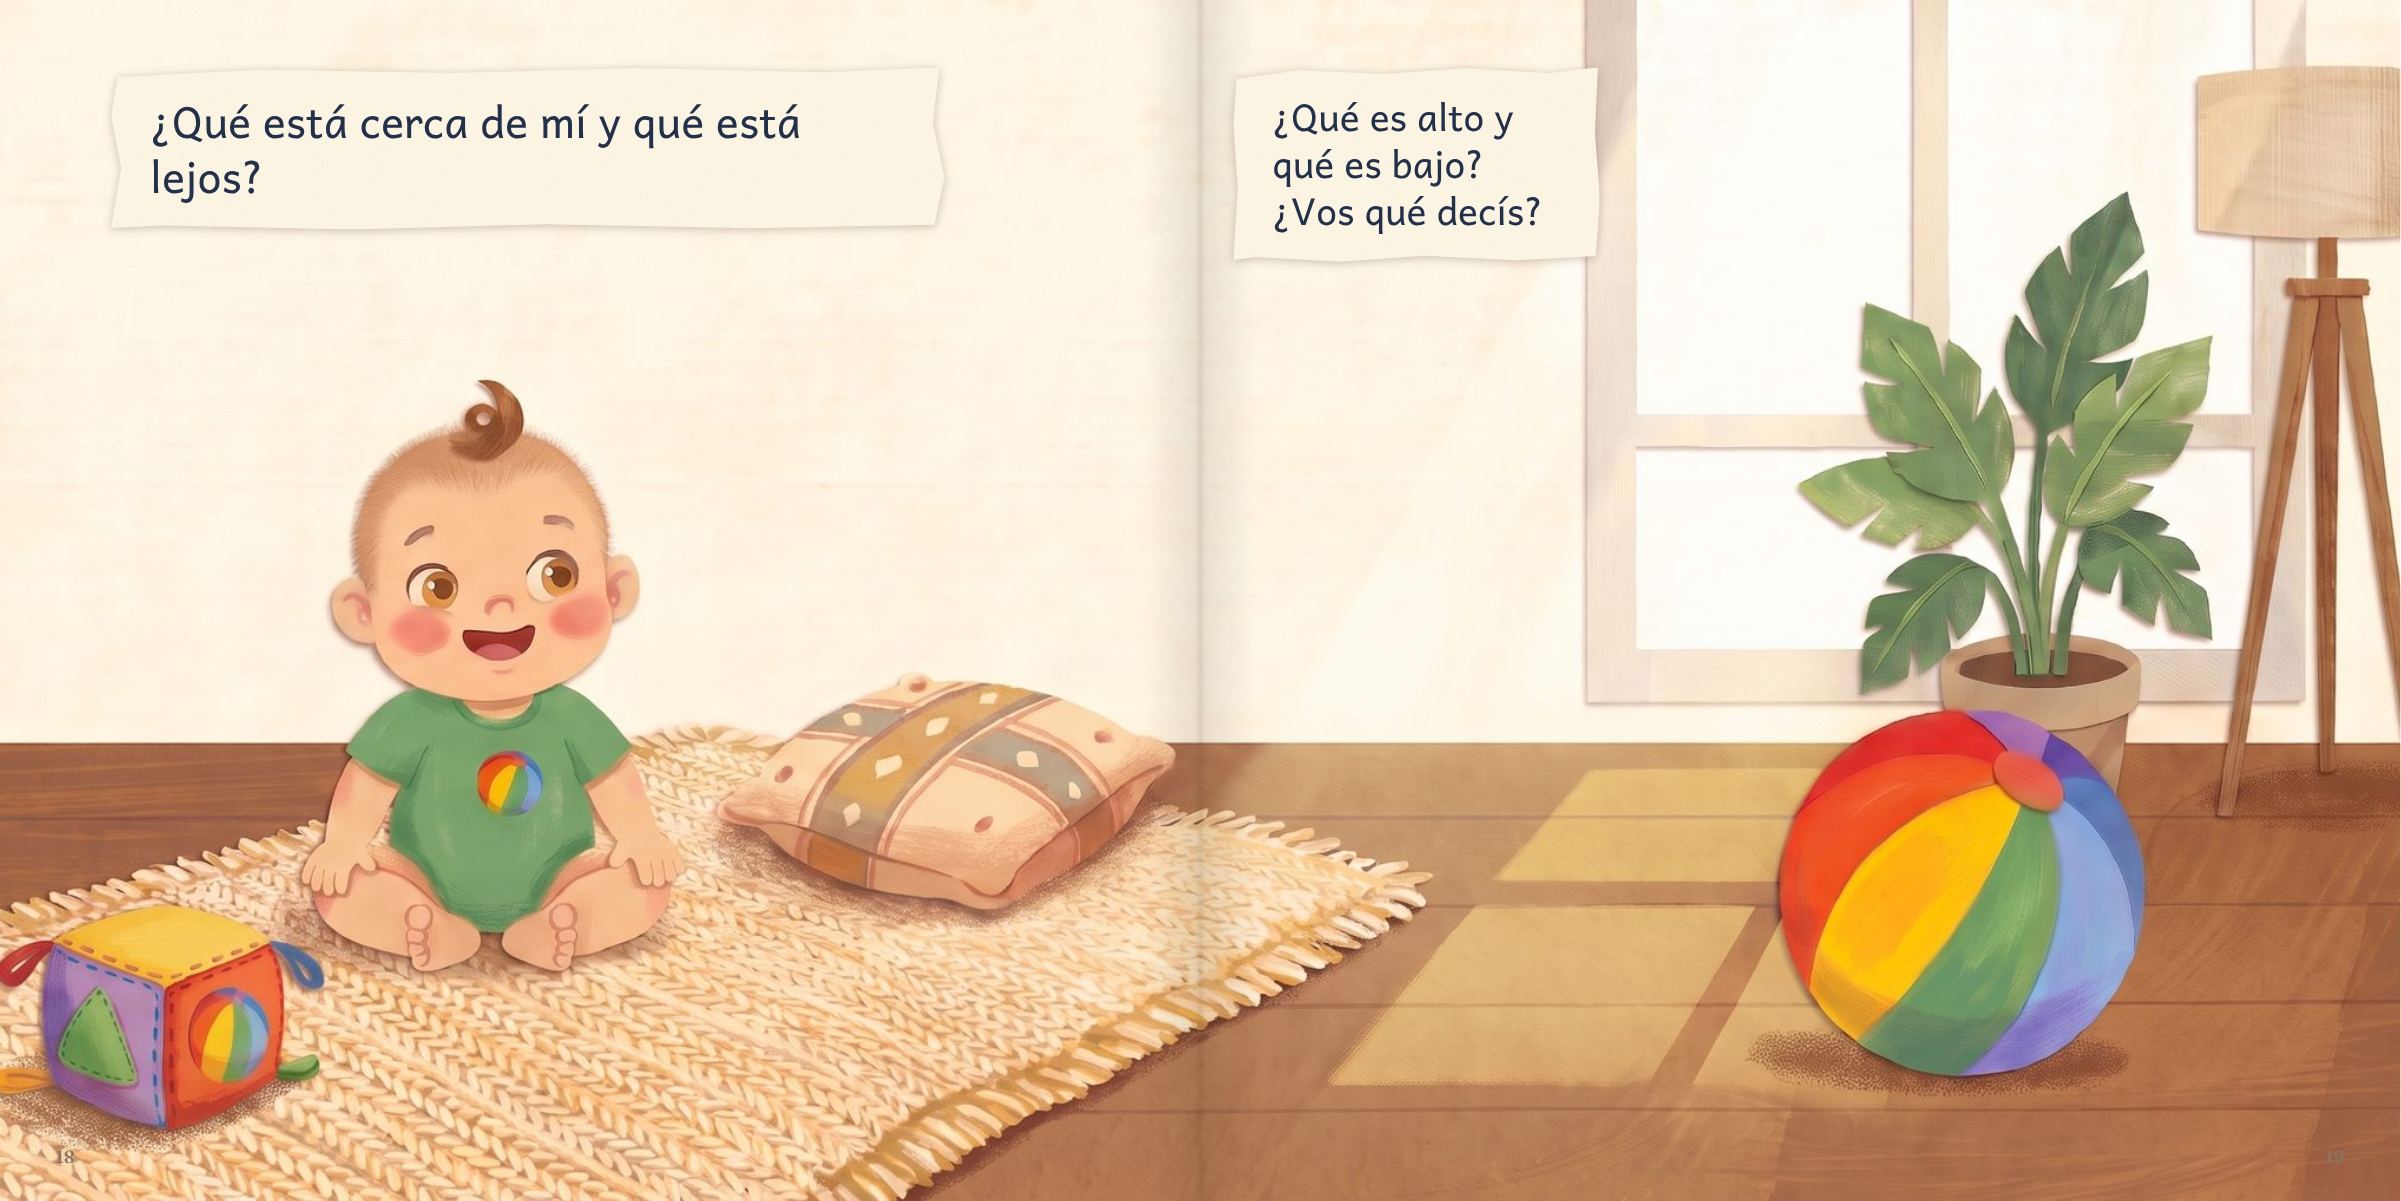 ¿Qué está cerca de mí y qué está
lejos?
¿Qué es alto y
qué es bajo?
¿Vos qué decís?
18
19